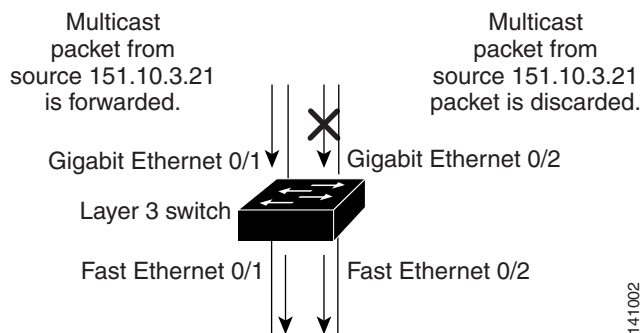 Multicast
packet from
source 151.10.3.21
is forwarded.
Multicast
packet from
source 151.10.3.21
packet is discarded.
Gigabit Ethernet 0/1
Gigabit Ethernet 0/2
Layer 3 switch
Fast Ethernet 0/1
Fast Ethernet 0/2
141002